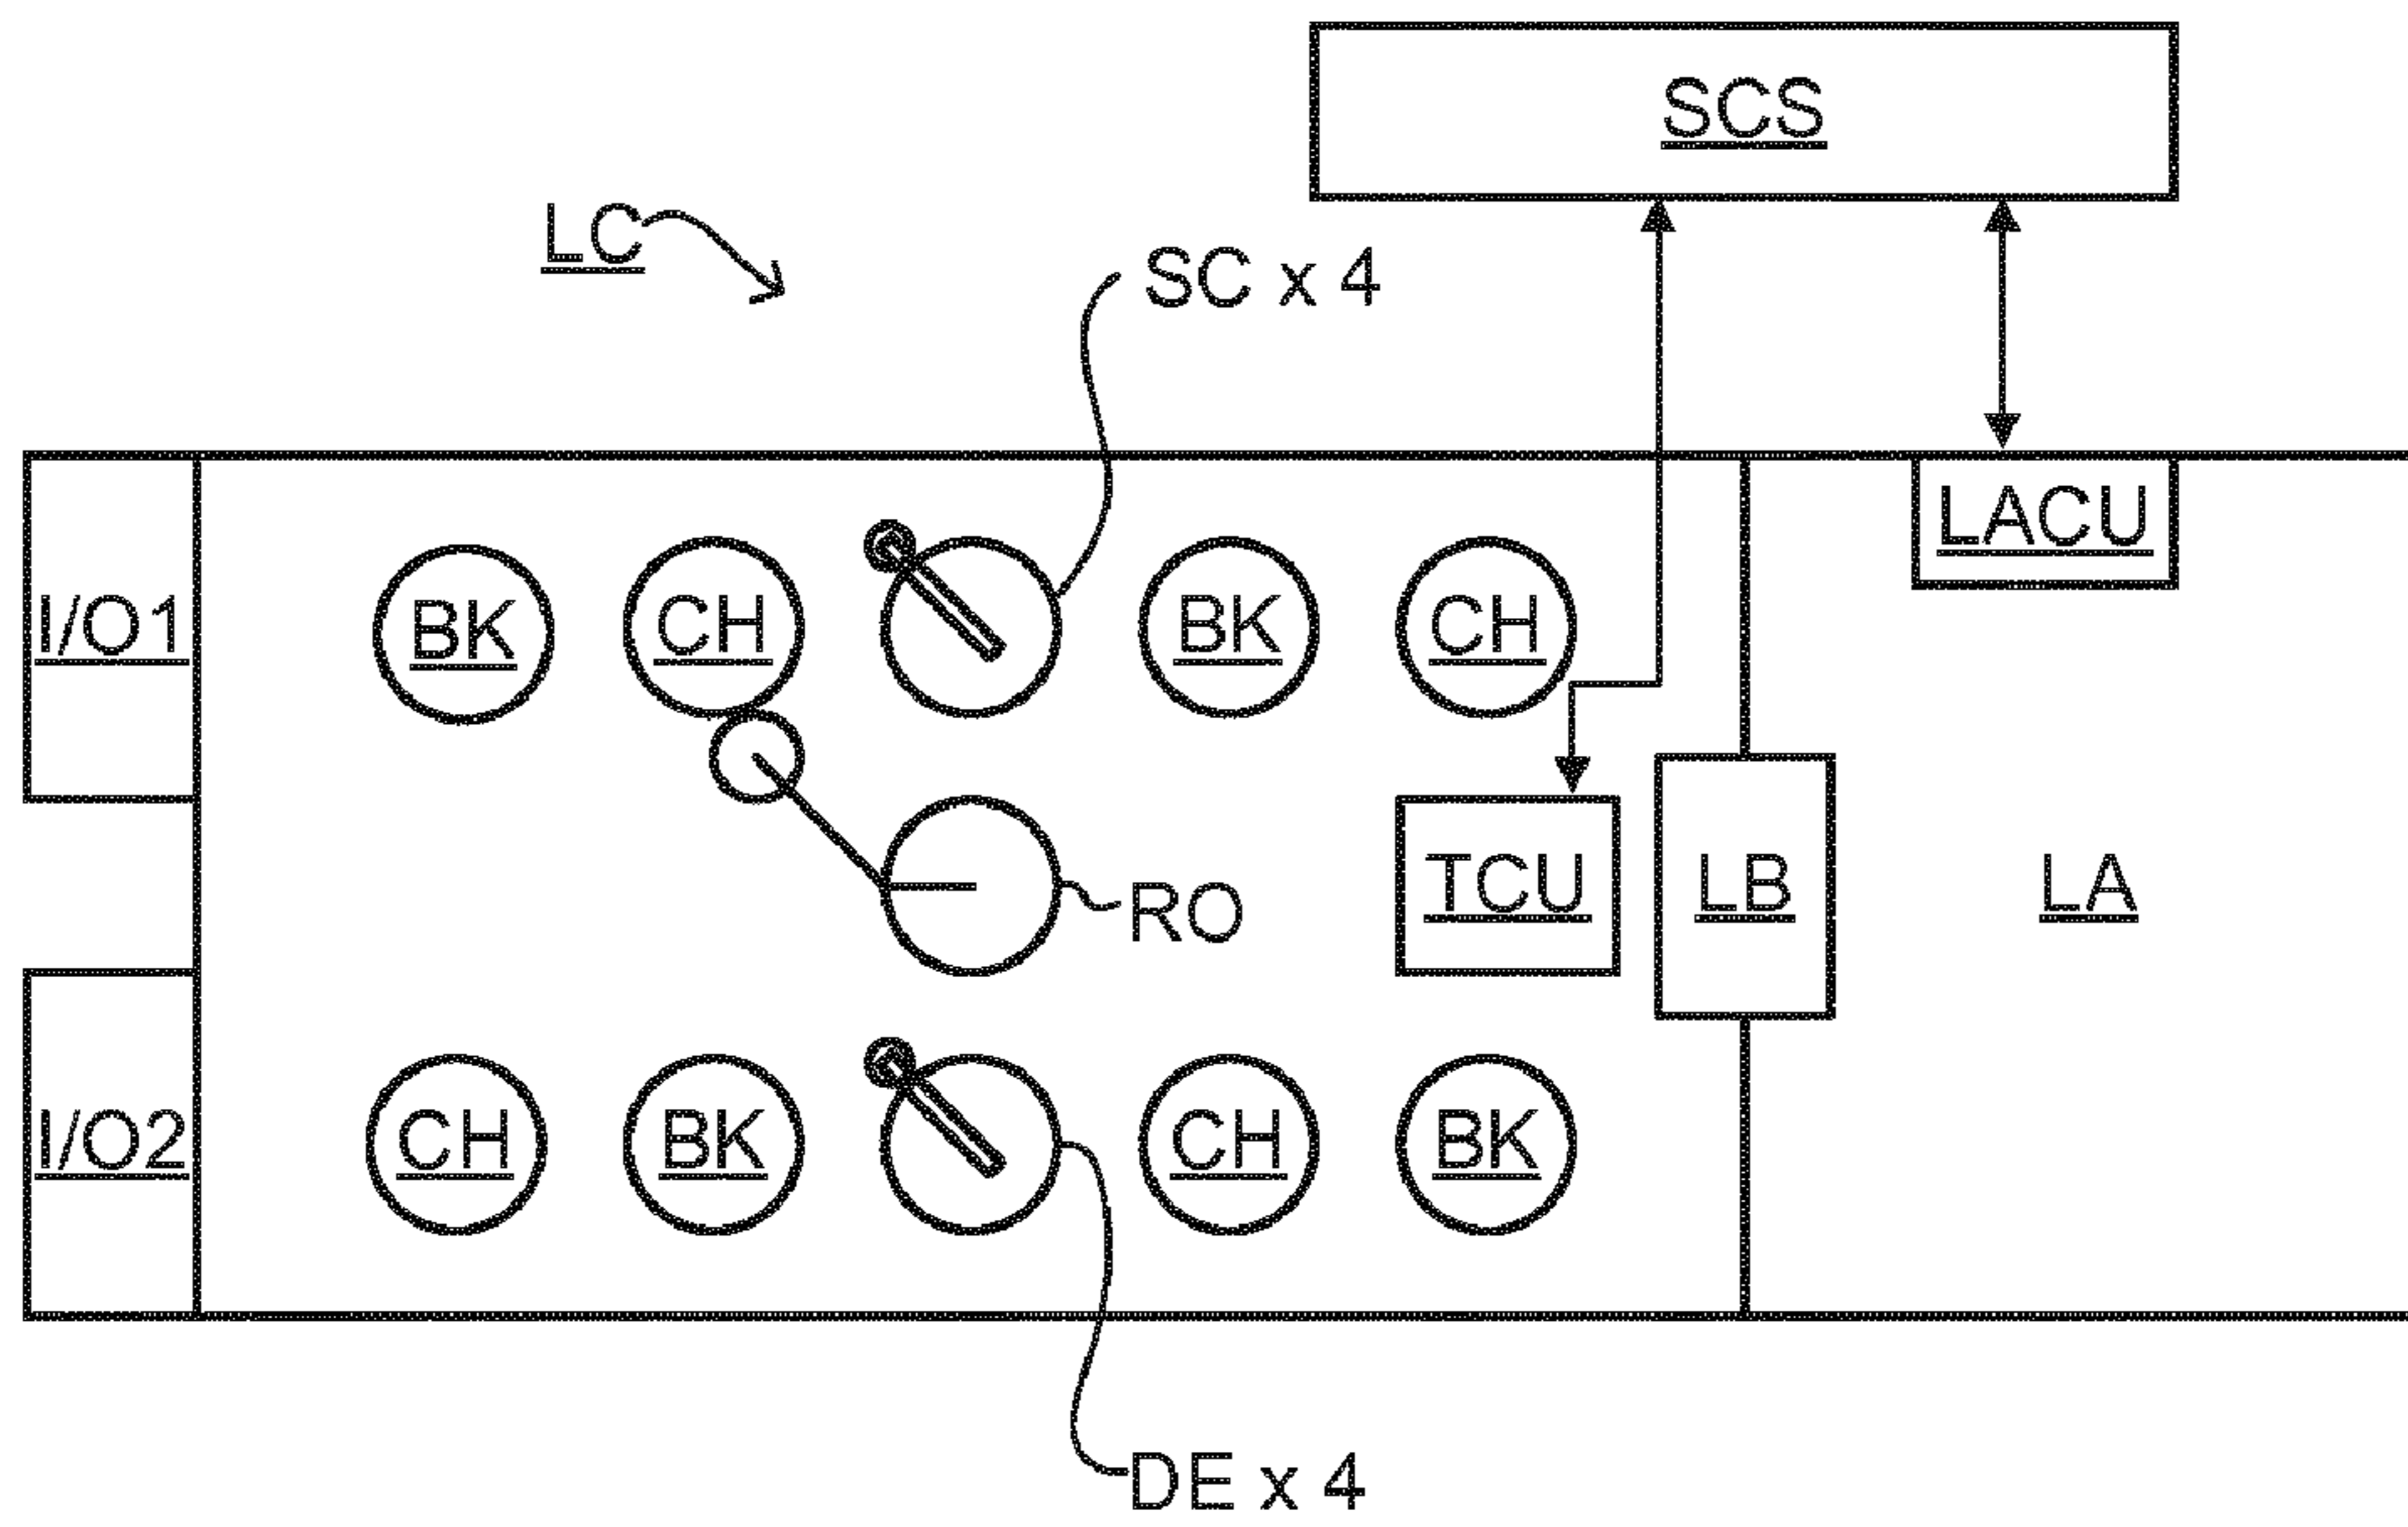 SCS
LC
SC x 4
LACU
I/O1
BK
CH
BK
CH
RO
TCU
LB
LA
I/O2
CH
BK
CH
BK
DE x 4